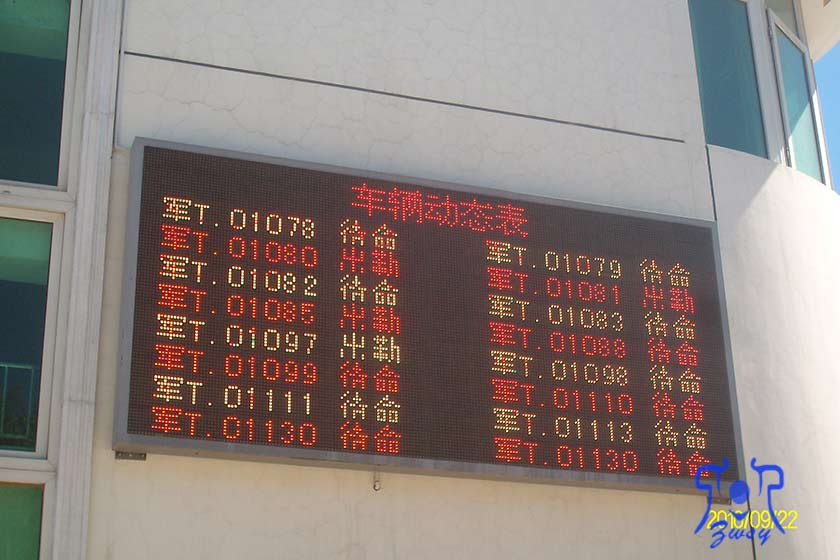 车辆动态表
军T.01078 待命
军T.01079 待命
军T.01080 出勤
军T.01081 出勤
军T.01082 待命
军T.01083 待命
军T.01085 出勤
军T.01088 待命
军T.01097 出勤
军T.01098 待命
军T.01099 待命
军T.01110 待命
军T.01111 待命
军T.01113 待命
军T.01130 待命
军T.01130 待命
2010/09/22
zwsy